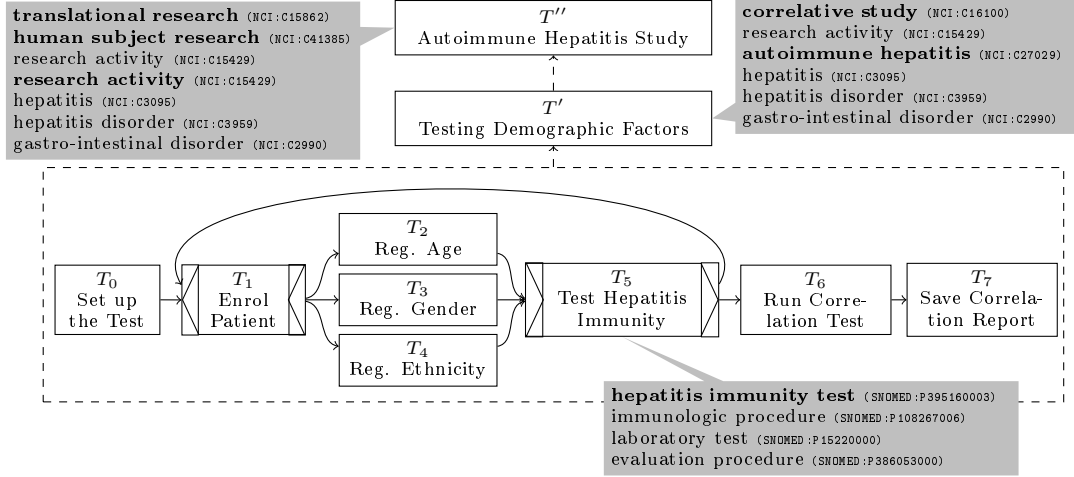 translational research (NCI:C15862)
human subject research (NCI:C41385)
research activity (NCI:C15429)
research activity (NCI:C15429)
hepatitis (NCI:C3095)
hepatitis disorder (NCI:C3959)
gastro-intestinal disorder (NCI:C2990)
T′′
Autoimmune Hepatitis Study
correlative study (NCI:C16100)
research activity (NCI:C15429)
autoimmune hepatitis (NCI:C27029)
hepatitis (NCI:C3095)
hepatitis disorder (NCI:C3959)
gastro-intestinal disorder (NCI:C2990)
T′
Testing Demographic Factors
T0
Set up
the Test
T1
Enrol
Patient
T2
Reg. Age
T3
Reg. Gender
T4
Reg. Ethnicity
T5
Test Hepatitis
Immunity
T6
Run Corre-
lation Test
T7
Save Correla-
tion Report
hepatitis immunity test (SNOMED:P395160003)
immunologic procedure (SNOMED:P108267006)
laboratory test (SNOMED:P15220000)
evaluation procedure (SNOMED:P386053000)